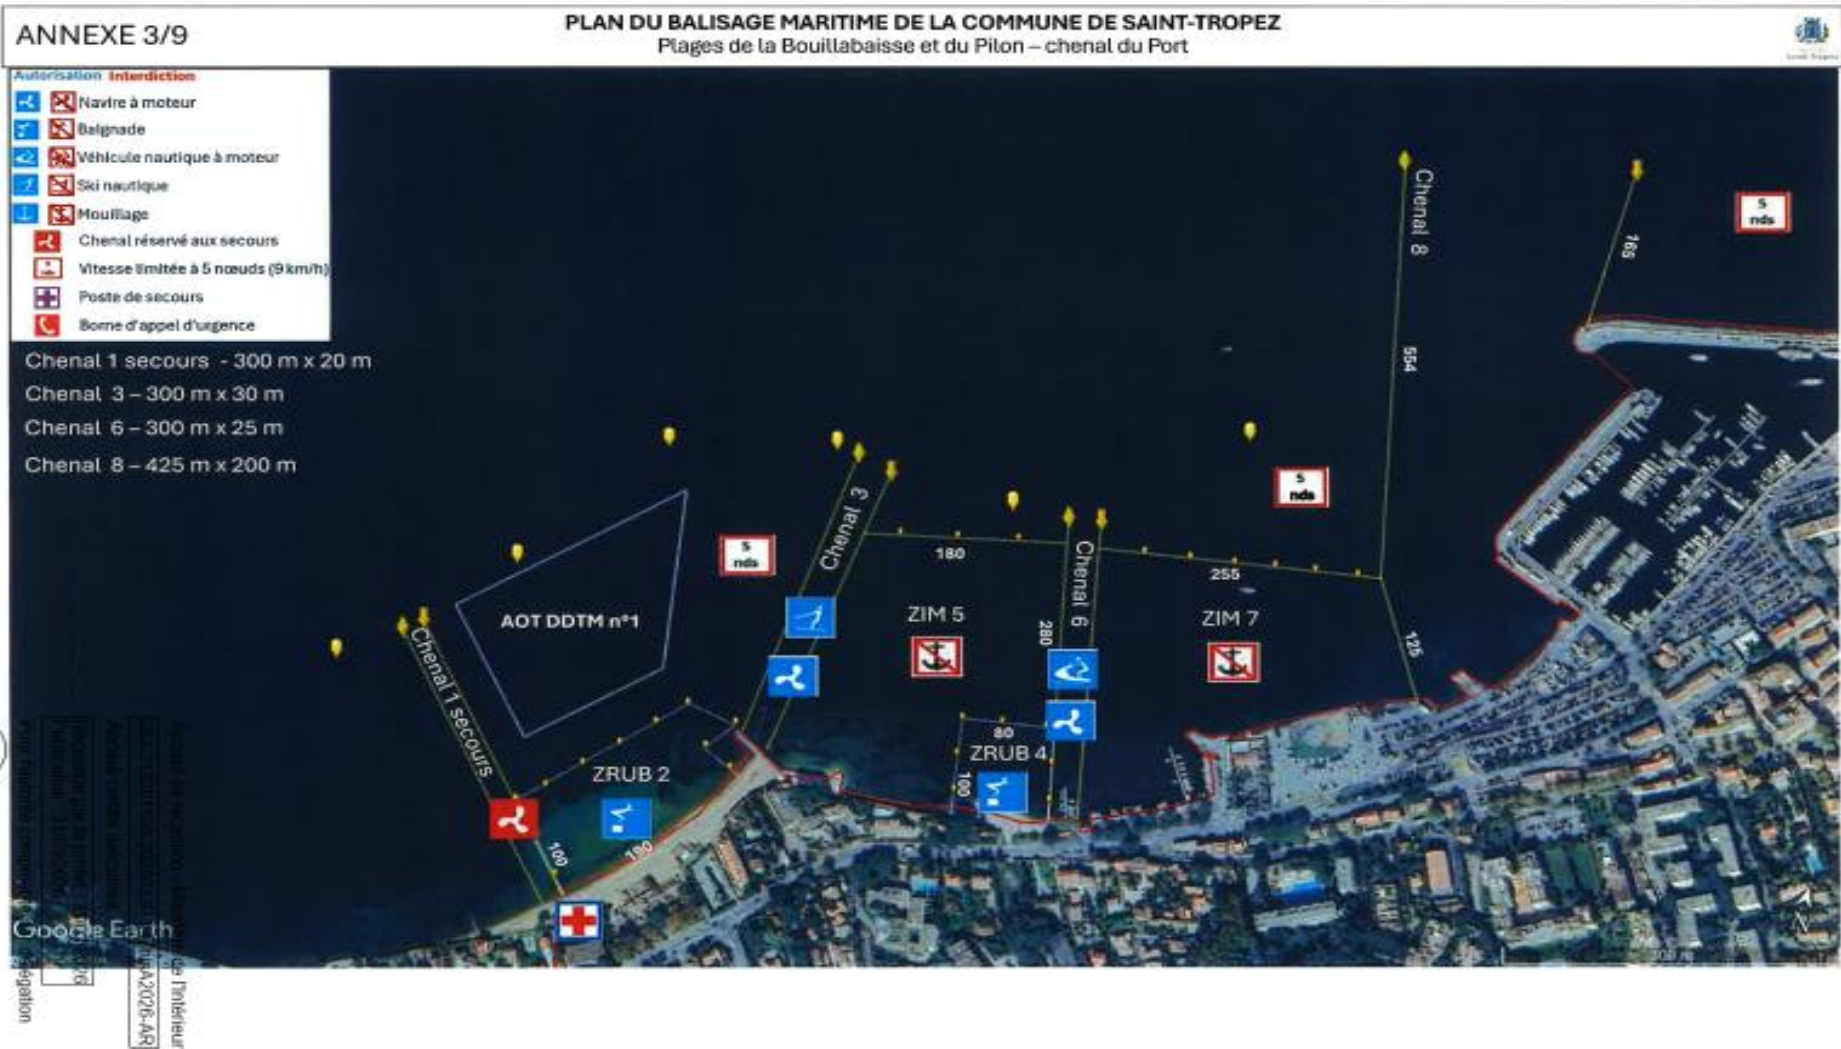 ANNEXE 3/9
PLAN DU BALISAGE MARITIME DE LA COMMUNE DE SAINT-TROPEZ
Plages de la Bouillabaisse et du Pilon – chenal du Port
Autorisation Interdiction
Navire à moteur
Baignade
Véhicule nautique à moteur
Ski nautique
Mouillage
Chenal réservé aux secours
Vitesse limitée à 5 nœuds (9 km/h)
Poste de secours
Borne d'appel d'urgence
Chenal 1 secours - 300 m x 20 m
Chenal 3 – 300 m x 30 m
Chenal 6 – 300 m x 25 m
Chenal 8 – 425 m x 200 m
Chenal 8
554
165
5
nds
5
nds
5
nds
Chenal 3
180
Chenal 6
280
255
125
AOT DDTM n°1
ZIM 5
ZIM 7
Chenal 1 secours
ZRUB 2
80
ZRUB 4
100
100
190
Google Earth
de l'Intérieur